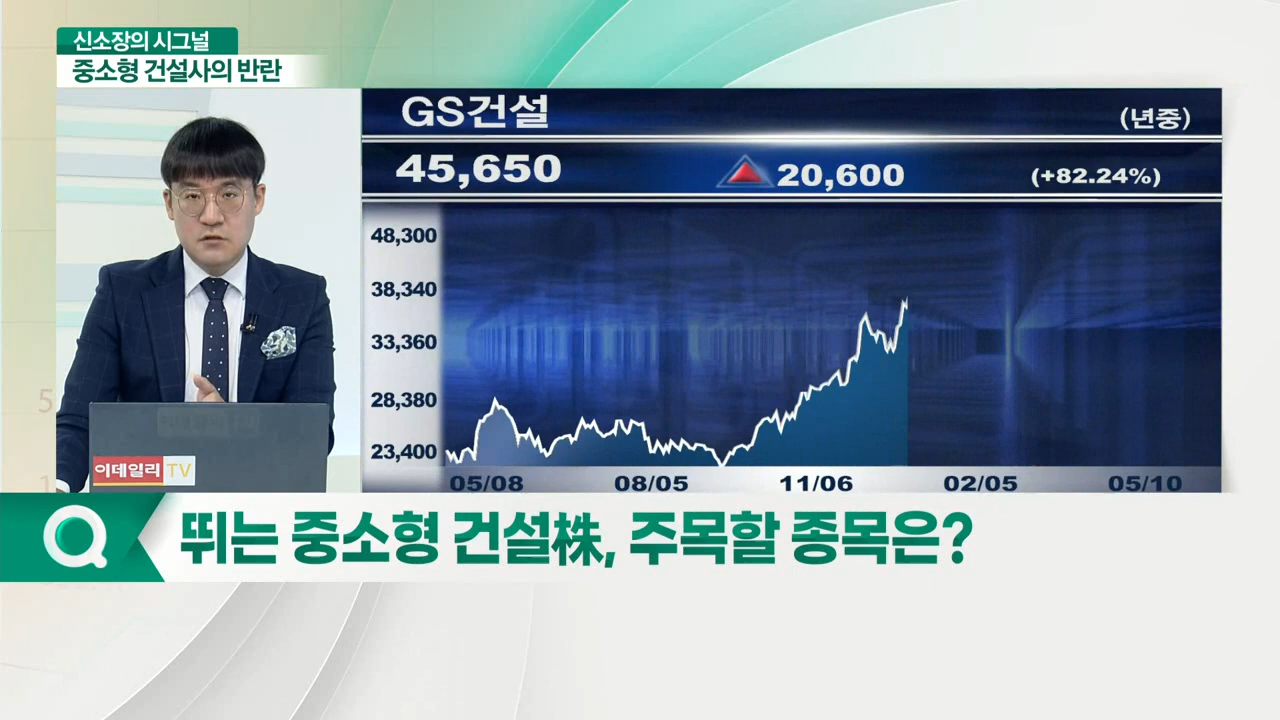 신소장의 시그널
중소형 건설사의 반란
GS건설 (년중)
45,650 20,600 (+82.24%)
48,300
38,340
33,360
28,380
23,400
05/08 08/05 11/06 02/05 05/10
5
1
이데일리 TV
Q 뛰는 중소형 건설株, 주목할 종목은?